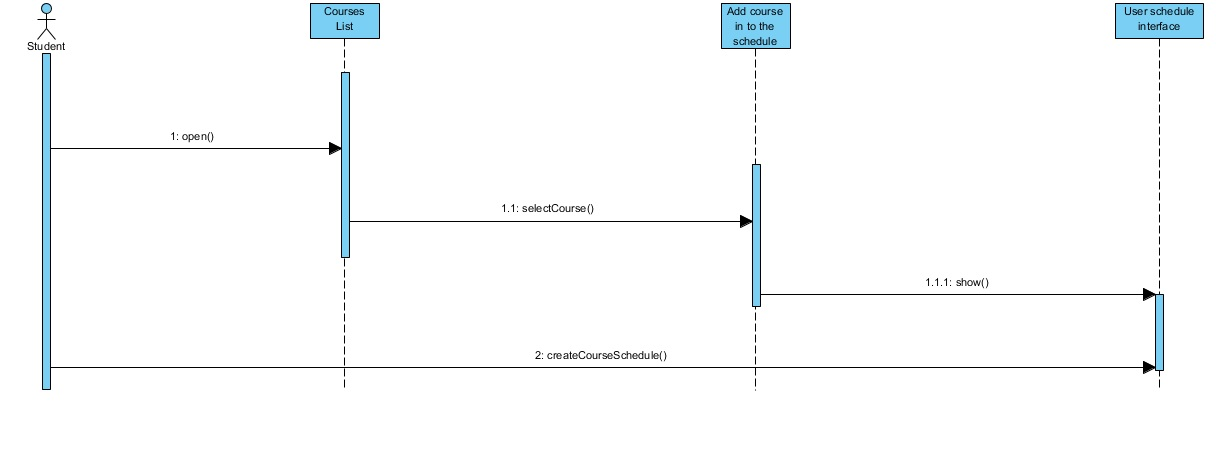 Student
Courses
List
Add course
in to the
schedule
User schedule
interface
1: open()
1.1: selectCourse()
1.1.1: show()
2: createCourseSchedule()